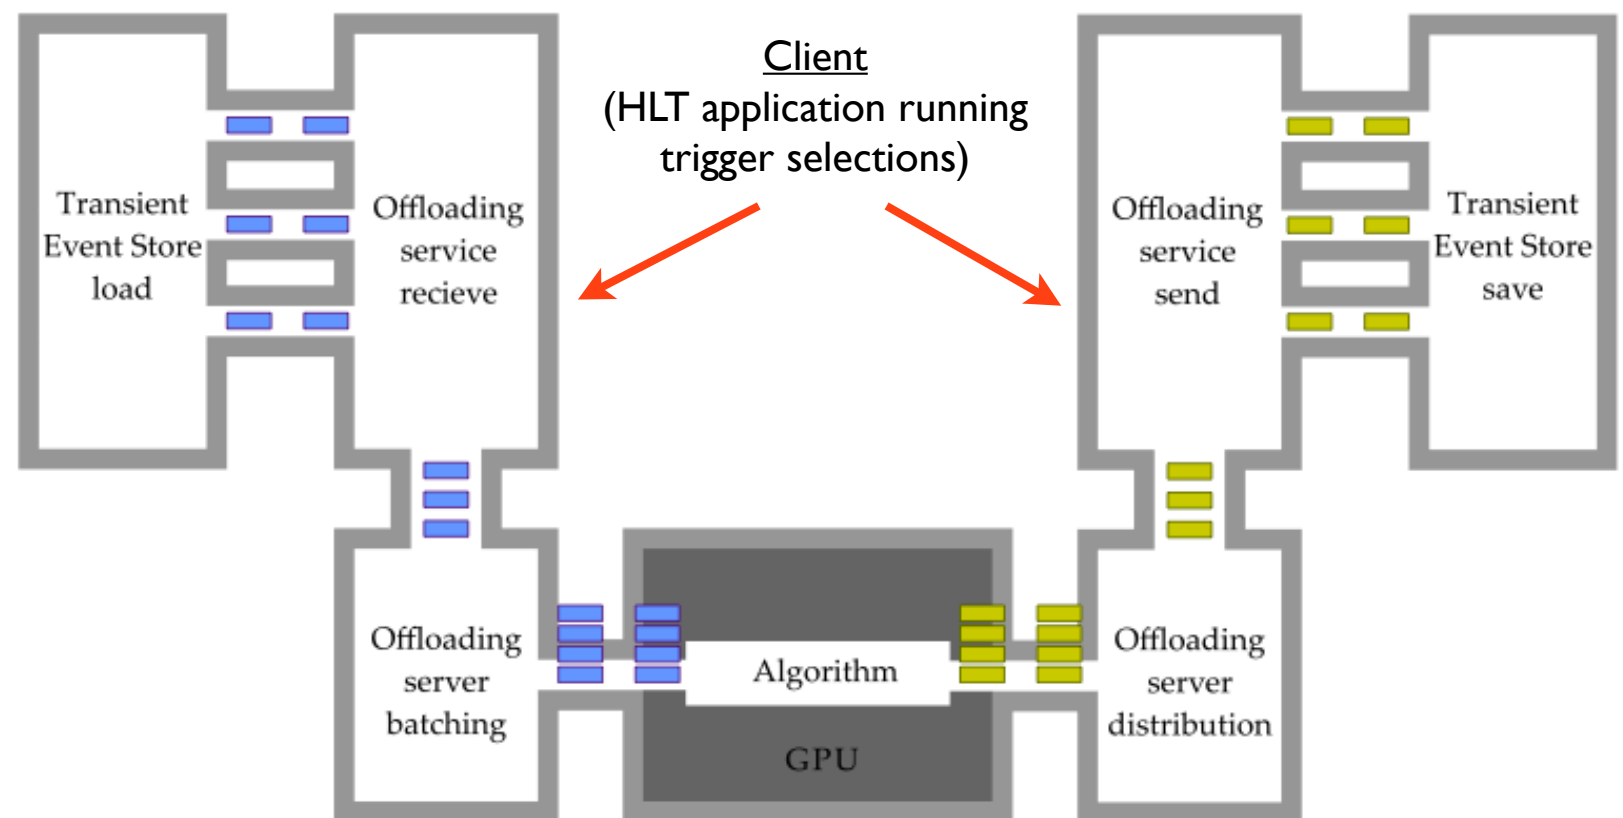 Client
(HLT application running
trigger selections)
Transient
Event Store
load
Offloading
service
recieve
Offloading
service
send
Transient
Event Store
save
Offloading
server
batching
Algorithm
GPU
Offloading
server
distribution